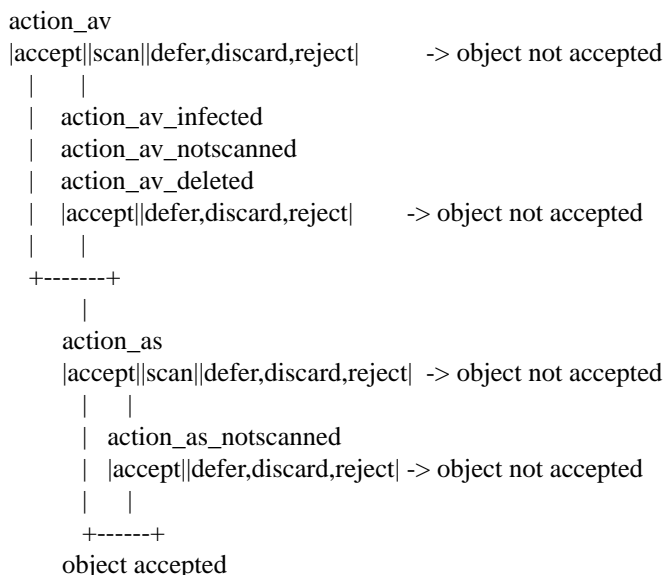 action_av
|accept||scan||defer,discard,reject| -> object not accepted
| |
| action_av_infected
| action_av_notscanned
| action_av_deleted
| |accept||defer,discard,reject| -> object not accepted
| |
+-------+
|
action_as
|accept||scan||defer,discard,reject| -> object not accepted
| |
| action_as_notscanned
| |accept||defer,discard,reject| -> object not accepted
| |
+------+
object accepted